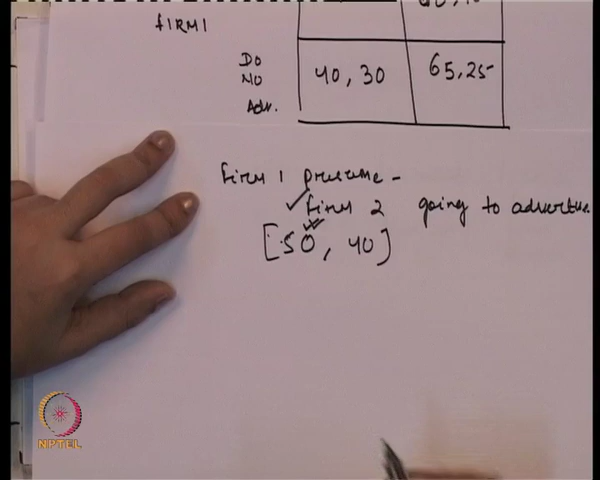 FIRM 1
Do
No
Adv.
40, 30
65, 25
Firm 1 presume -
Firm 2 going to advertise
[50, 40]
NPTEL